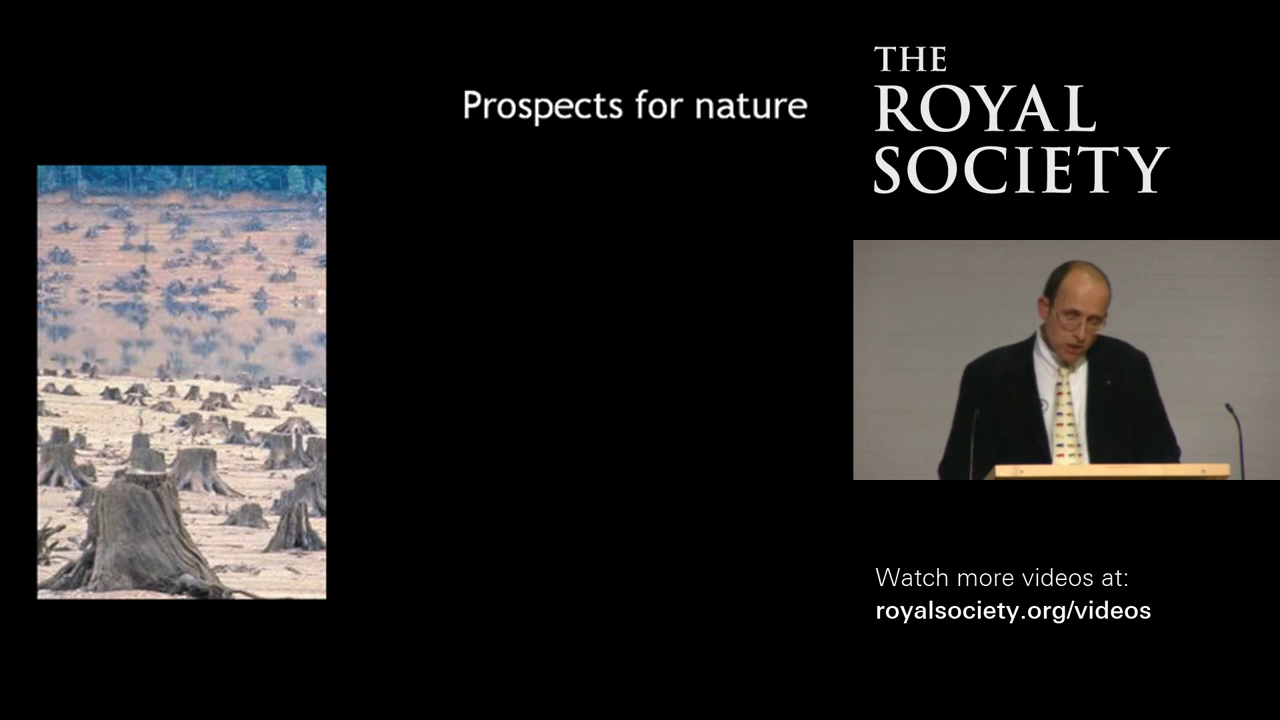 Prospects for nature
THE
ROYAL
SOCIETY
Watch more videos at:
royalsociety.org/videos